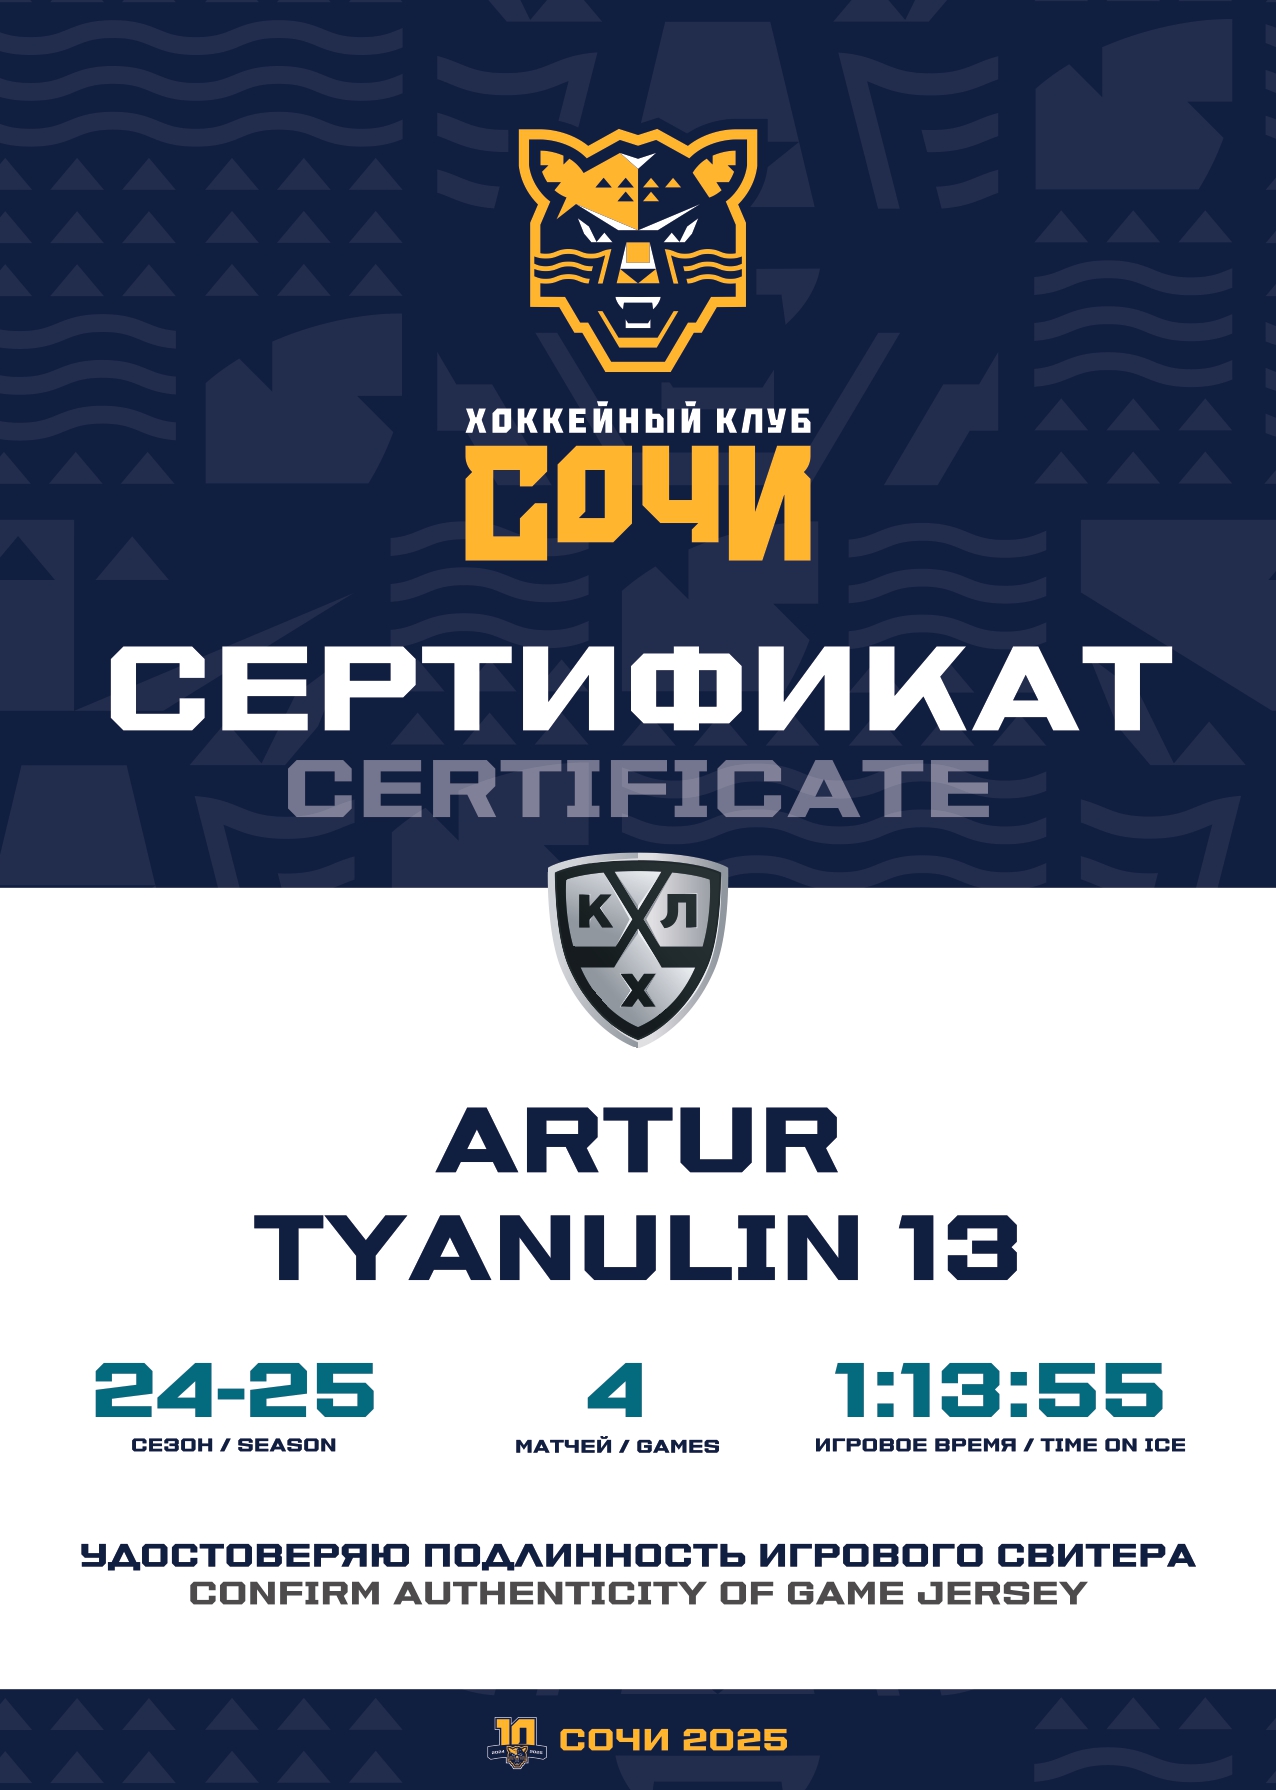 ХОККЕЙНЫЙ КЛУБ
СОЧИ
СЕРТИФИКАТ
CERTIFICATE
К Л
Х
ARTUR
TYANULIN 13
24-25
СЕЗОН / SEASON
4
МАТЧЕЙ / GAMES
1:13:55
ИГРОВОЕ ВРЕМЯ / TIME ON ICE
УДОСТОВЕРЯЮ ПОДЛИННОСТЬ ИГРОВОГО СВИТЕРА
CONFIRM AUTHENTICITY OF GAME JERSEY
10
СОЧИ 2025